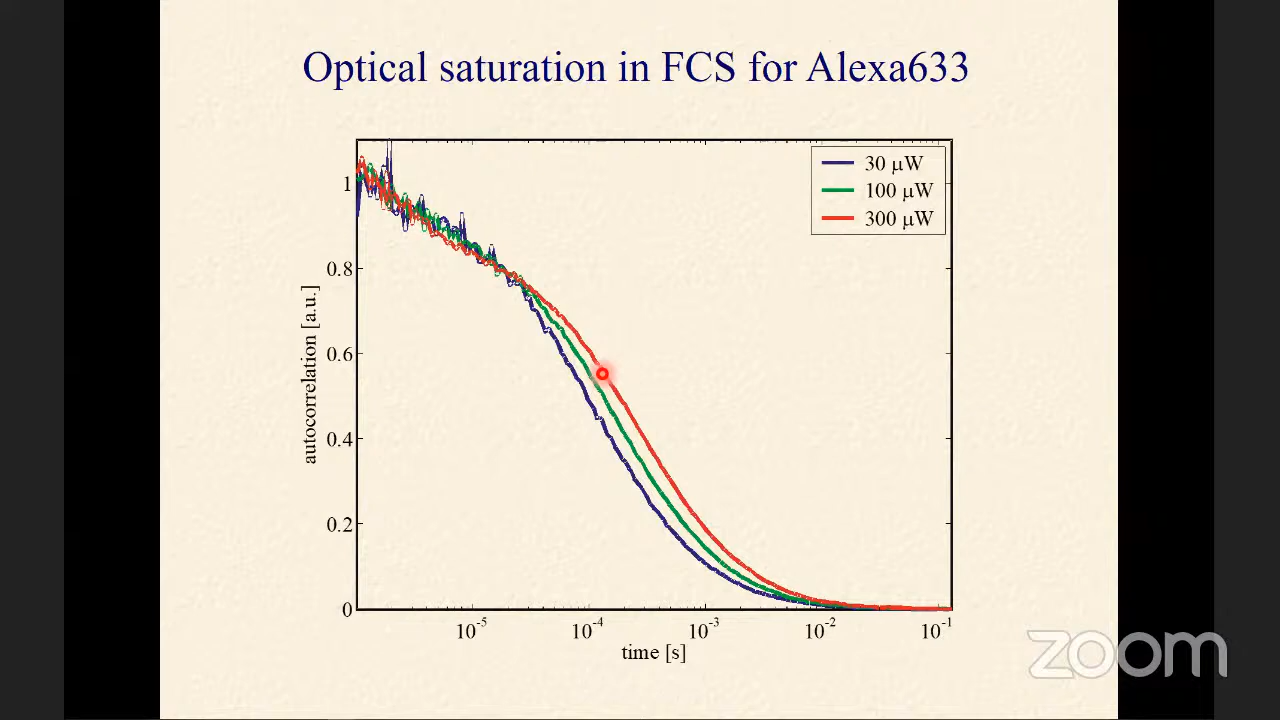 Optical saturation in FCS for Alexa633
30 μW
100 μW
300 μW
1
0.8
0.6
0.4
0.2
0
autocorrelation [a.u.]
10-5
10-4
10-3
10-2
10-1
time [s]
zoom